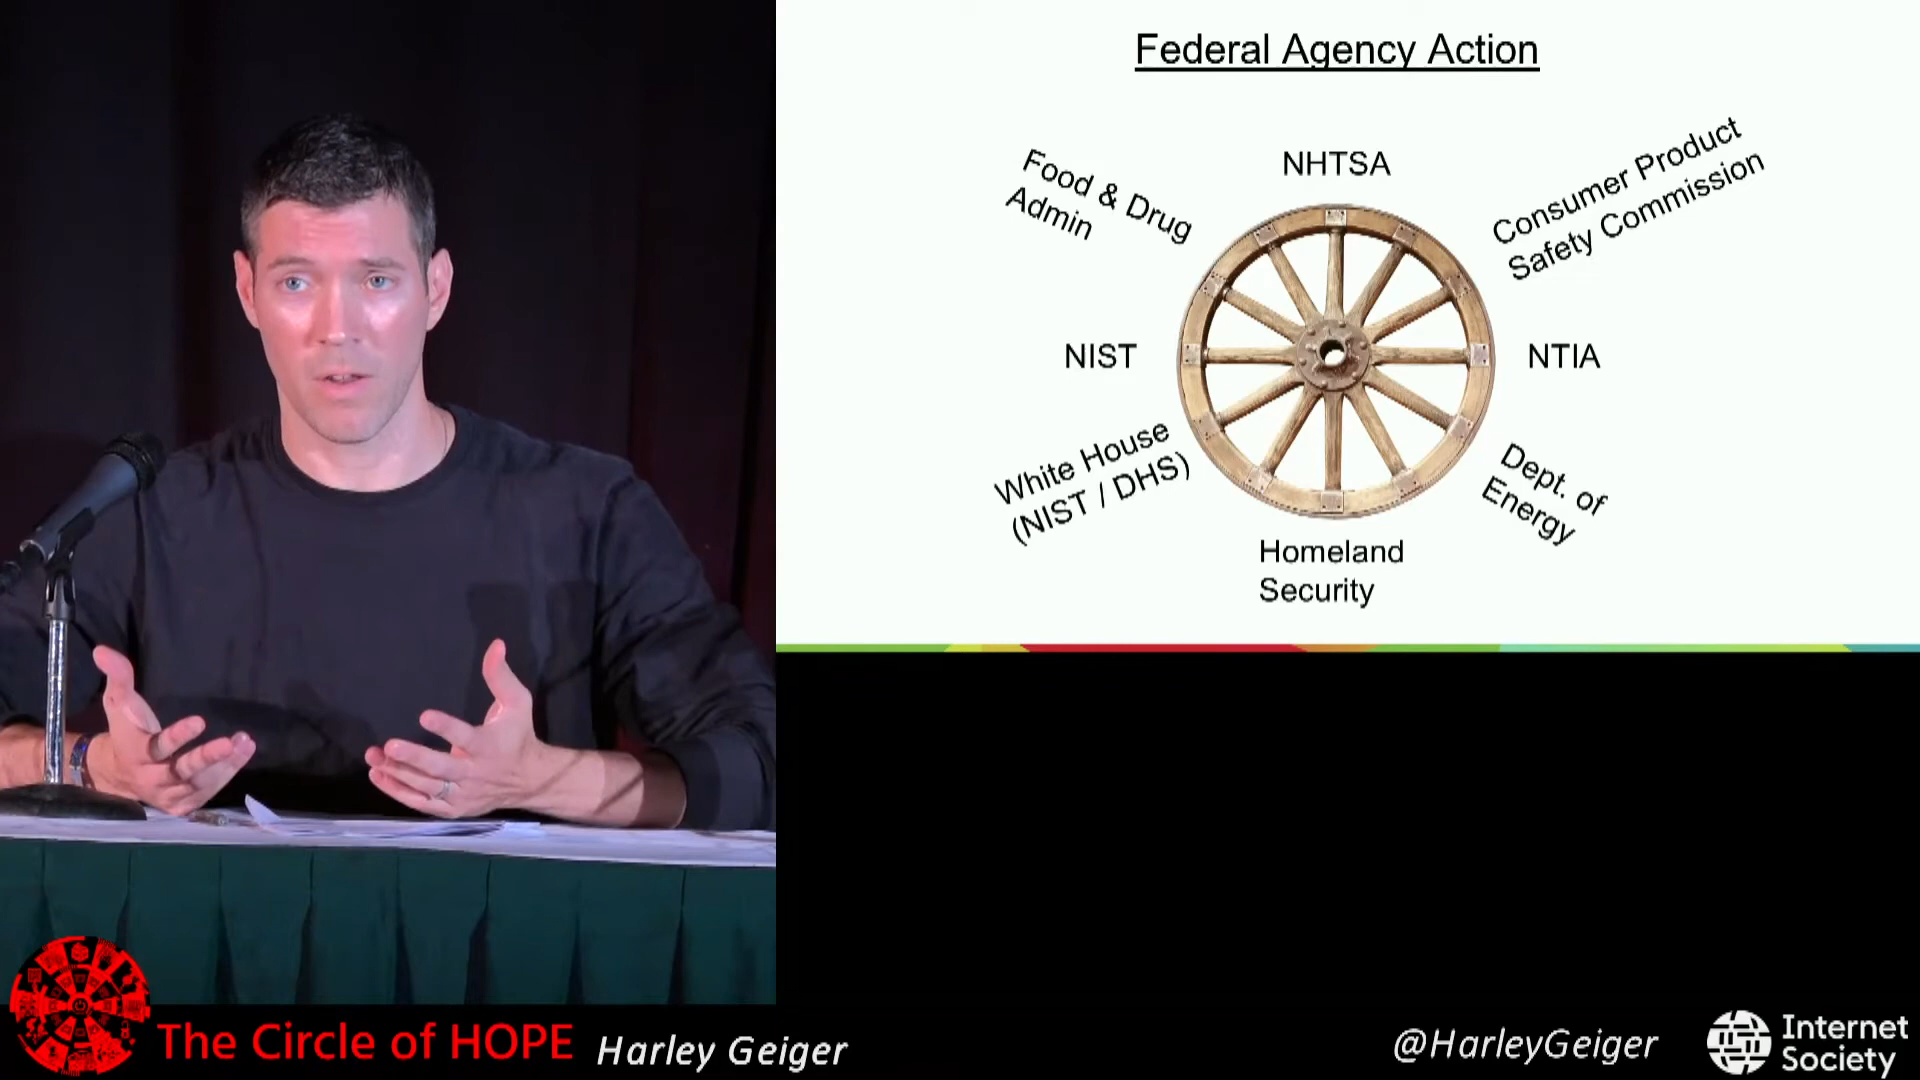 Federal Agency Action
NHTSA
Food & Drug
Admin
Consumer Product
Safety Commission
NIST
NTIA
White House
(NIST / DHS)
Dept. of
Energy
Homeland
Security
The Circle of HOPE
Harley Geiger
@HarleyGeiger
Internet
Society